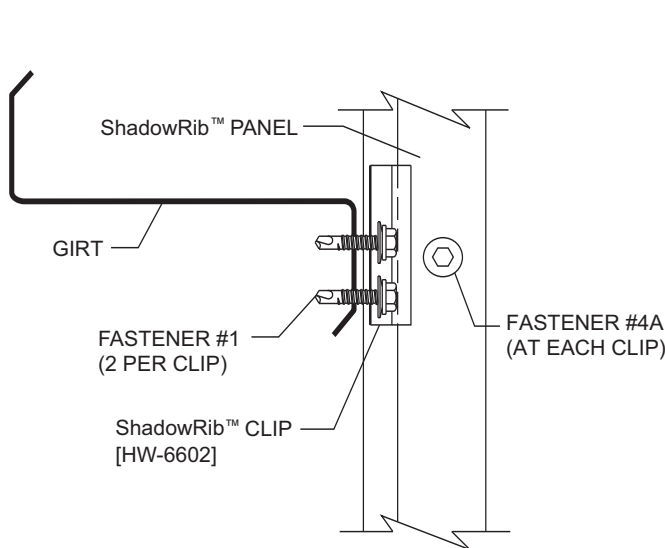 ShadowRib™ PANEL
GIRT
FASTENER #1
(2 PER CLIP)
FASTENER #4A
(AT EACH CLIP)
ShadowRib™ CLIP
[HW-6602]